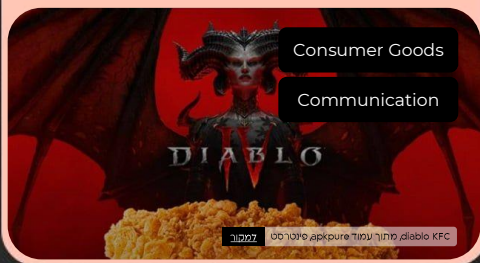 Consumer Goods
Communication
DIABLO
IV
diablo KFC, מתוך עמוד apkpure, פינטרסט
למקור